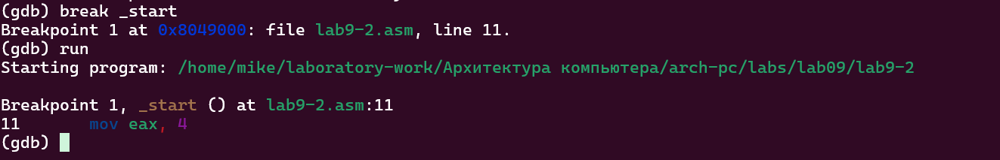 (gdb) break _start
Breakpoint 1 at 0x8049000: file lab9-2.asm, line 11.
(gdb) run
Starting program: /home/mike/laboratory-work/Архитектура компьютера/arch-pc/labs/lab09/lab9-2

Breakpoint 1, _start () at lab9-2.asm:11
11	mov eax, 4
(gdb)